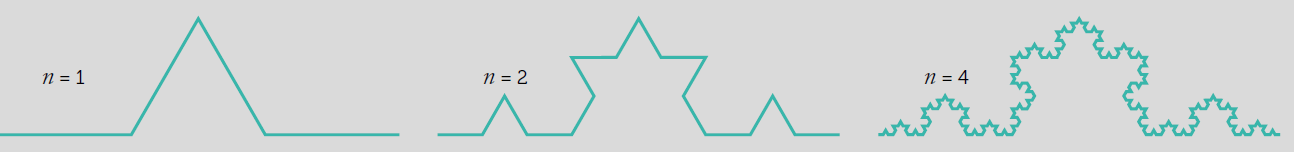 n = 1
n = 2
n = 4